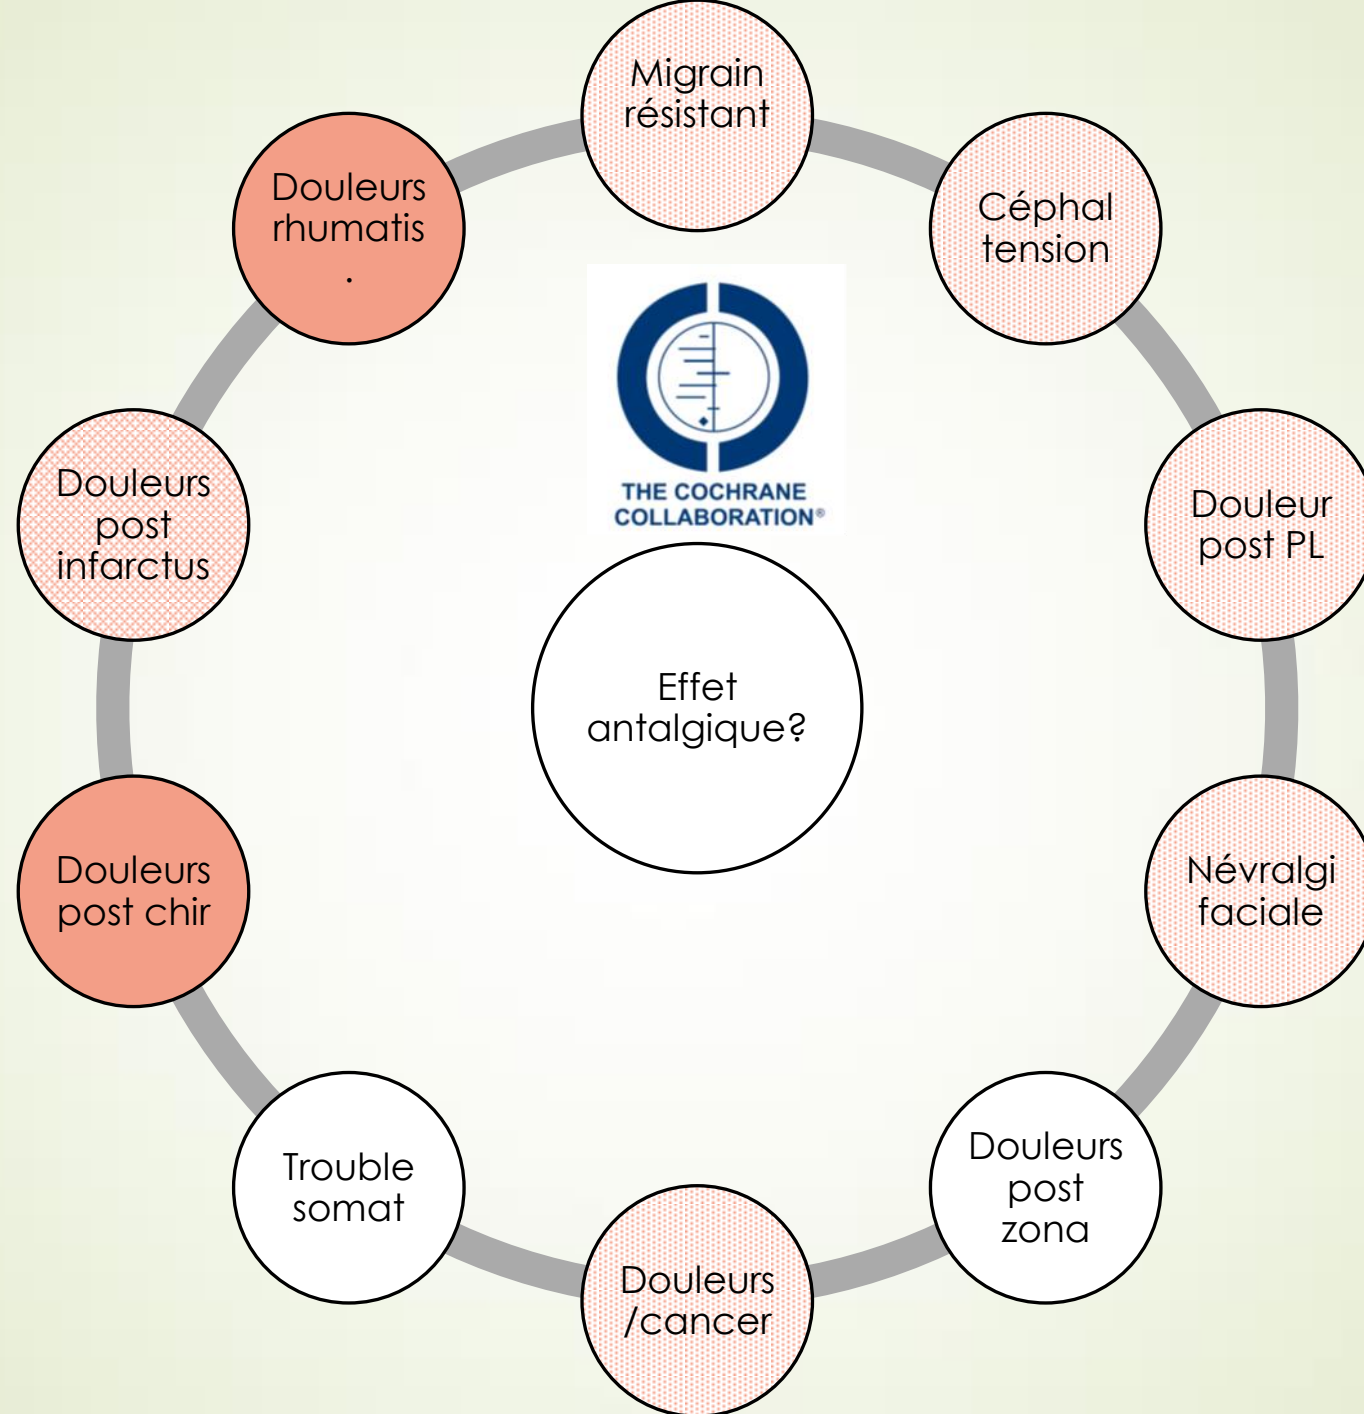 Migrain
résistant
Céphal
tension
Douleur
post PL
Névralgi
faciale
Douleurs
post
zona
Douleurs
/cancer
Trouble
somat
Douleurs
post chir
Douleurs
post
infarctus
Douleurs
rhumatis
.
THE COCHRANE
COLLABORATION®
Effet
antalgique?